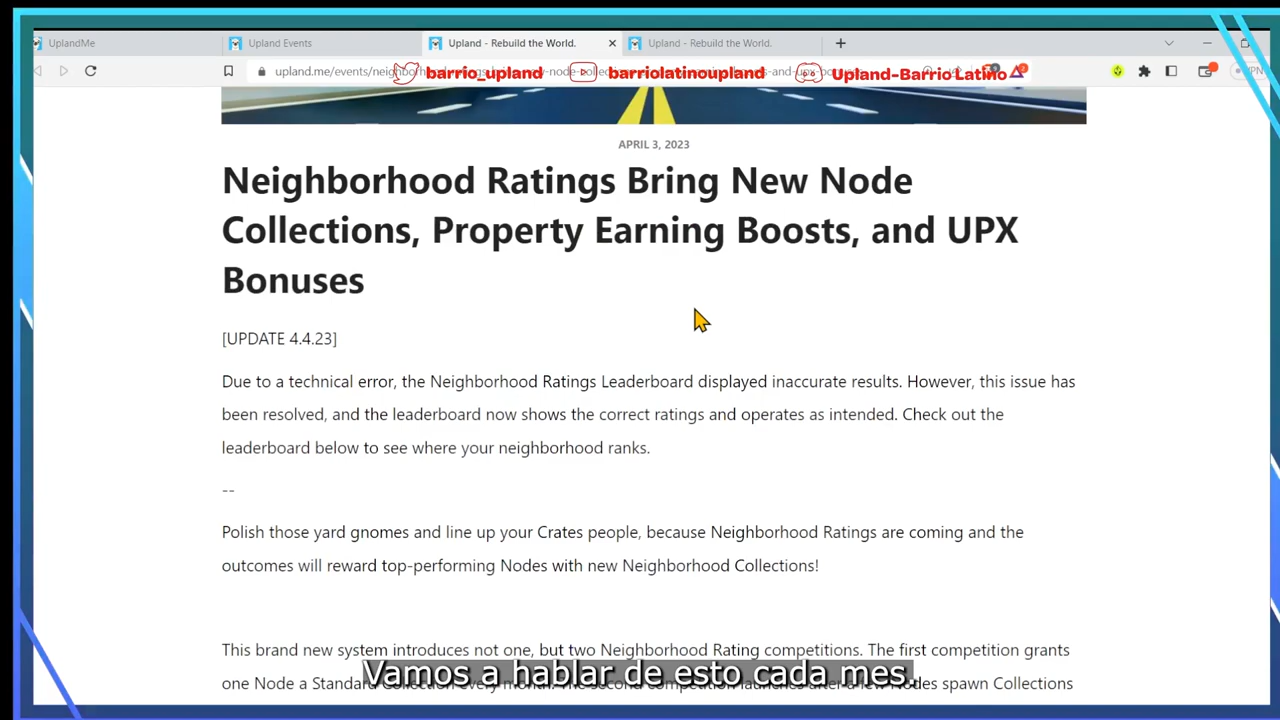 UplandMe
Upland Events
Upland - Rebuild the World.
Upland - Rebuild the World.
upland.me/events/neighborhood-ratings-bring-new-node-collections
barrio_upland
barriolatinoupland
Upland-Barrio Latino
APRIL 3, 2023
Neighborhood Ratings Bring New Node
Collections, Property Earning Boosts, and UPX
Bonuses
[UPDATE 4.4.23]
Due to a technical error, the Neighborhood Ratings Leaderboard displayed inaccurate results. However, this issue has
been resolved, and the leaderboard now shows the correct ratings and operates as intended. Check out the
leaderboard below to see where your neighborhood ranks.
--
Polish those yard gnomes and line up your Crates people, because Neighborhood Ratings are coming and the
outcomes will reward top-performing Nodes with new Neighborhood Collections!
This brand new system introduces not one, but two Neighborhood Rating competitions. The first competition grants
one Node a Standard Collection every month. The second competition launches after a few Nodes spawn Collections
Vamos a hablar de esto cada mes.